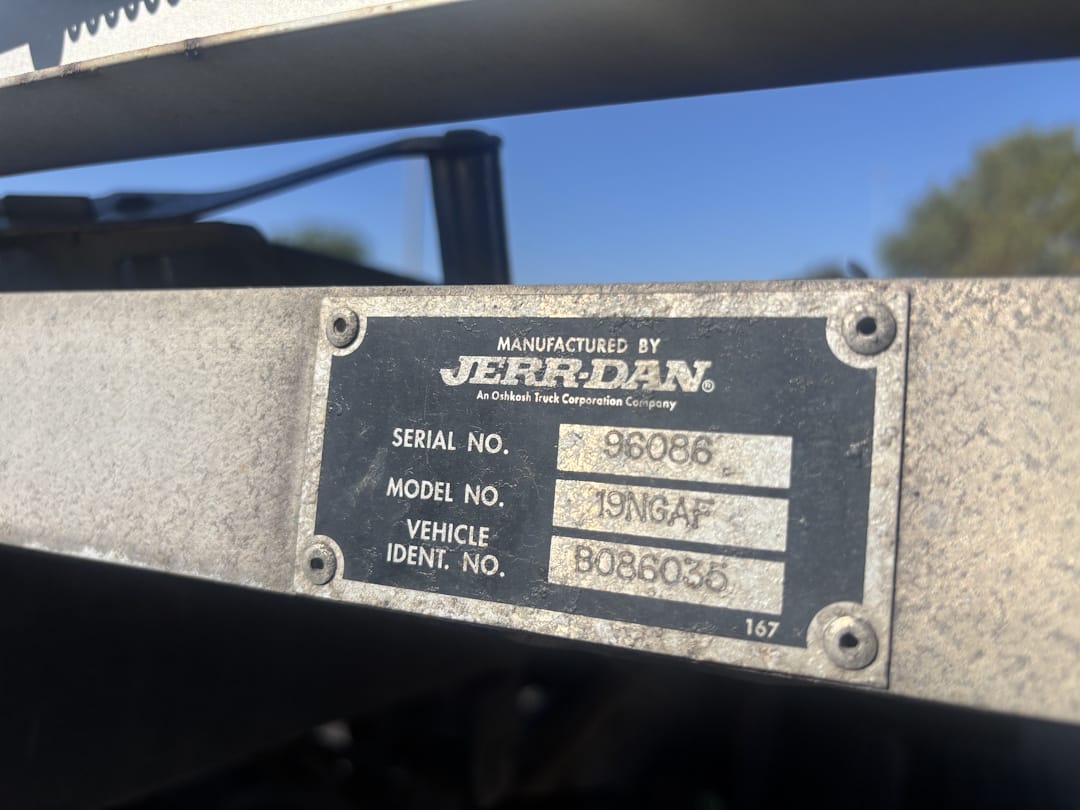 MANUFACTURED BY
JERR-DAN®
An Oshkosh Truck Corporation Company
SERIAL NO. 96086
MODEL NO. 19NGAF
VEHICLE
IDENT. NO. B086035
167